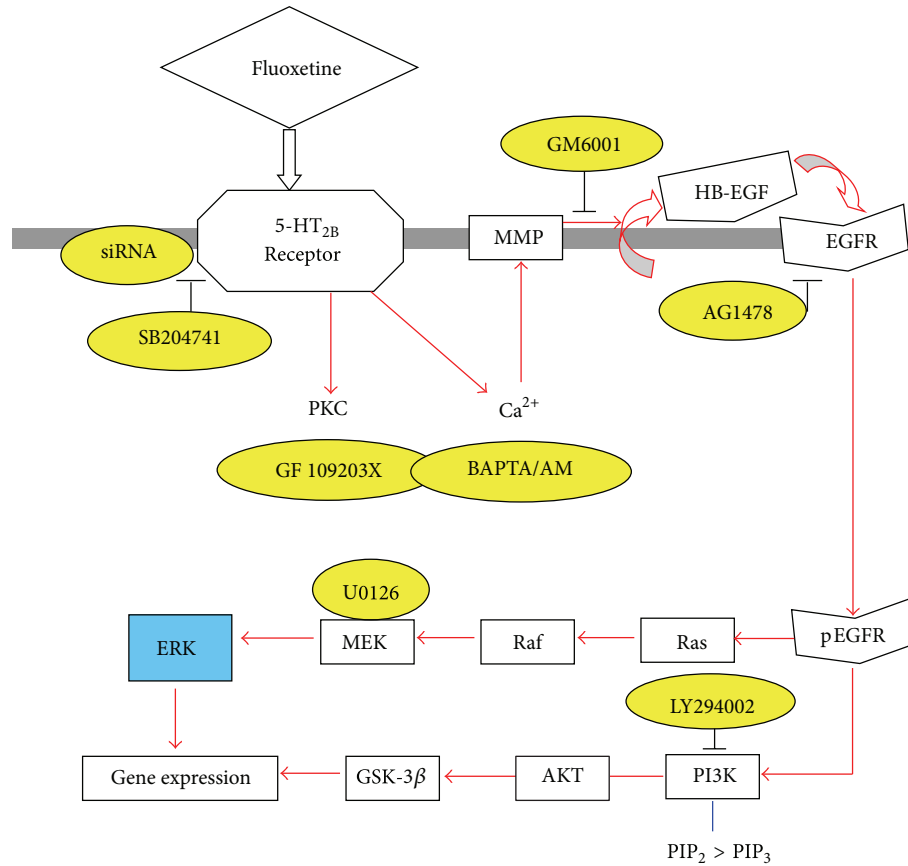 Fluoxetine
GM6001
HB-EGF
5-HT2B
Receptor
siRNA
MMP
EGFR
SB204741
AG1478
PKC
Ca2+
GF 109203X
BAPTA/AM
U0126
ERK
MEK
Raf
Ras
pEGFR
LY294002
Gene expression
GSK-3β
AKT
PI3K
PIP2 > PIP3